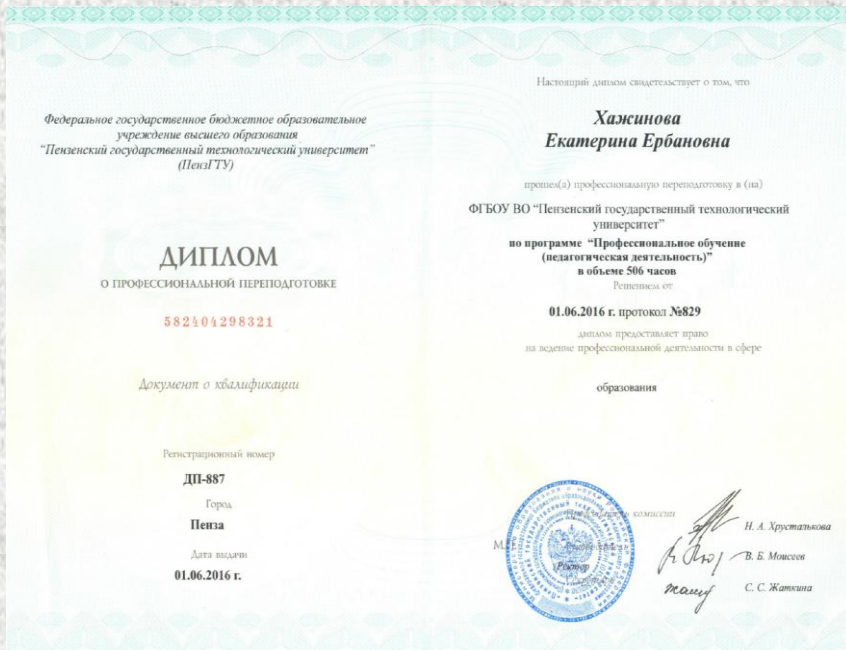 Федеральное государственное бюджетное образовательное
учреждение высшего образования
“Пензенский государственный технологический университет”
(ПензГТУ)
ДИПЛОМ
О ПРОФЕССИОНАЛЬНОЙ ПЕРЕПОДГОТОВКЕ
582404298321
Документ о квалификации
Регистрационный номер
ДП-887
Город
Пенза
Дата выдачи
01.06.2016 г.
Настоящий диплом свидетельствует о том, что
Хажинова
Екатерина Ербановна
прошел(а) профессиональную переподготовку в (на)
ФГБОУ ВО “Пензенский государственный технологический
университет”
по программе “Профессиональное обучение
(педагогическая деятельность)”
в объеме 506 часов
Решением от
01.06.2016 г. протокол №829
диплом предоставляет право
на ведение профессиональной деятельности в сфере
образования
Председатель комиссии
Н. А. Хрусталькова
Руководитель
Ректор
В. Б. Моисеев
Секретарь
С. С. Жаткина